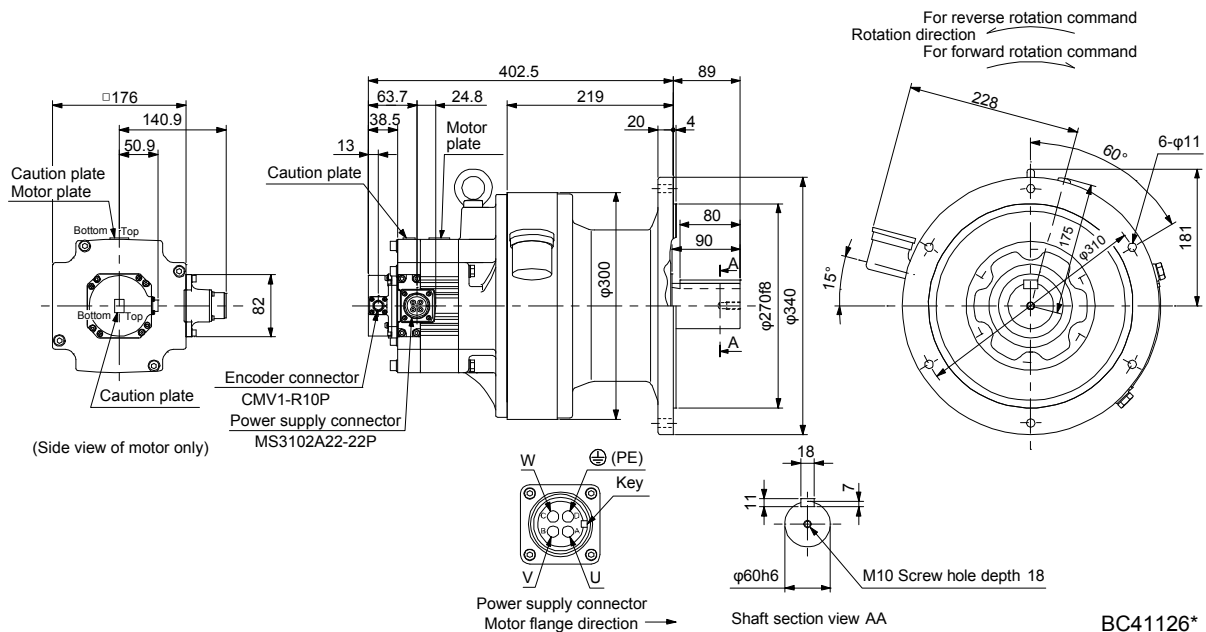 For reverse rotation command
Rotation direction
For forward rotation command
402.5
89
63.7
24.8
219
38.5
20
4
13
Motor
plate
Caution plate
□176
140.9
50.9
Caution plate
Motor plate
Bottom
Top
Bottom
Top
82
Caution plate
(Side view of motor only)
80
90
A
A
φ300
φ270f8
φ340
Encoder connector
CMV1-R10P
Power supply connector
MS3102A22-22P
228
60°
6-φ11
175
φ310
181
15°
W
(PE)
Key
C
D
B
A
V
U
Power supply connector
Motor flange direction
18
7
11
φ60h6
M10 Screw hole depth 18
Shaft section view AA
BC41126*